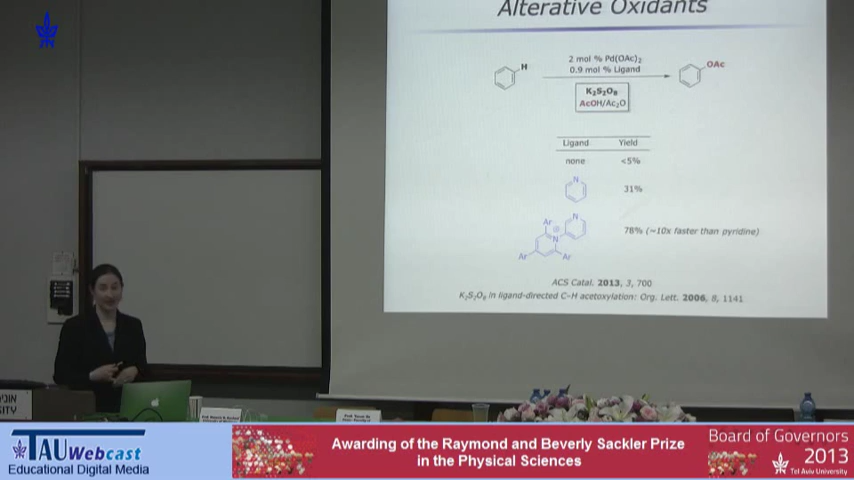 Alterative Oxidants
H
2 mol % Pd(OAc)2
0.9 mol % Ligand
K2S2O8
AcOH/Ac2O
OAc
Ligand Yield
none <5%
N
31%
N
Ar
N
Ar
Ar
78% (~10x faster than pyridine)
ACS Catal. 2013, 3, 700
K2S2O8 in ligand-directed C–H acetoxylation: Org. Lett. 2006, 8, 1141
SITY
TAU Webcast
Educational Digital Media
Awarding of the Raymond and Beverly Sackler Prize
in the Physical Sciences
Board of Governors
2013
Tel Aviv University